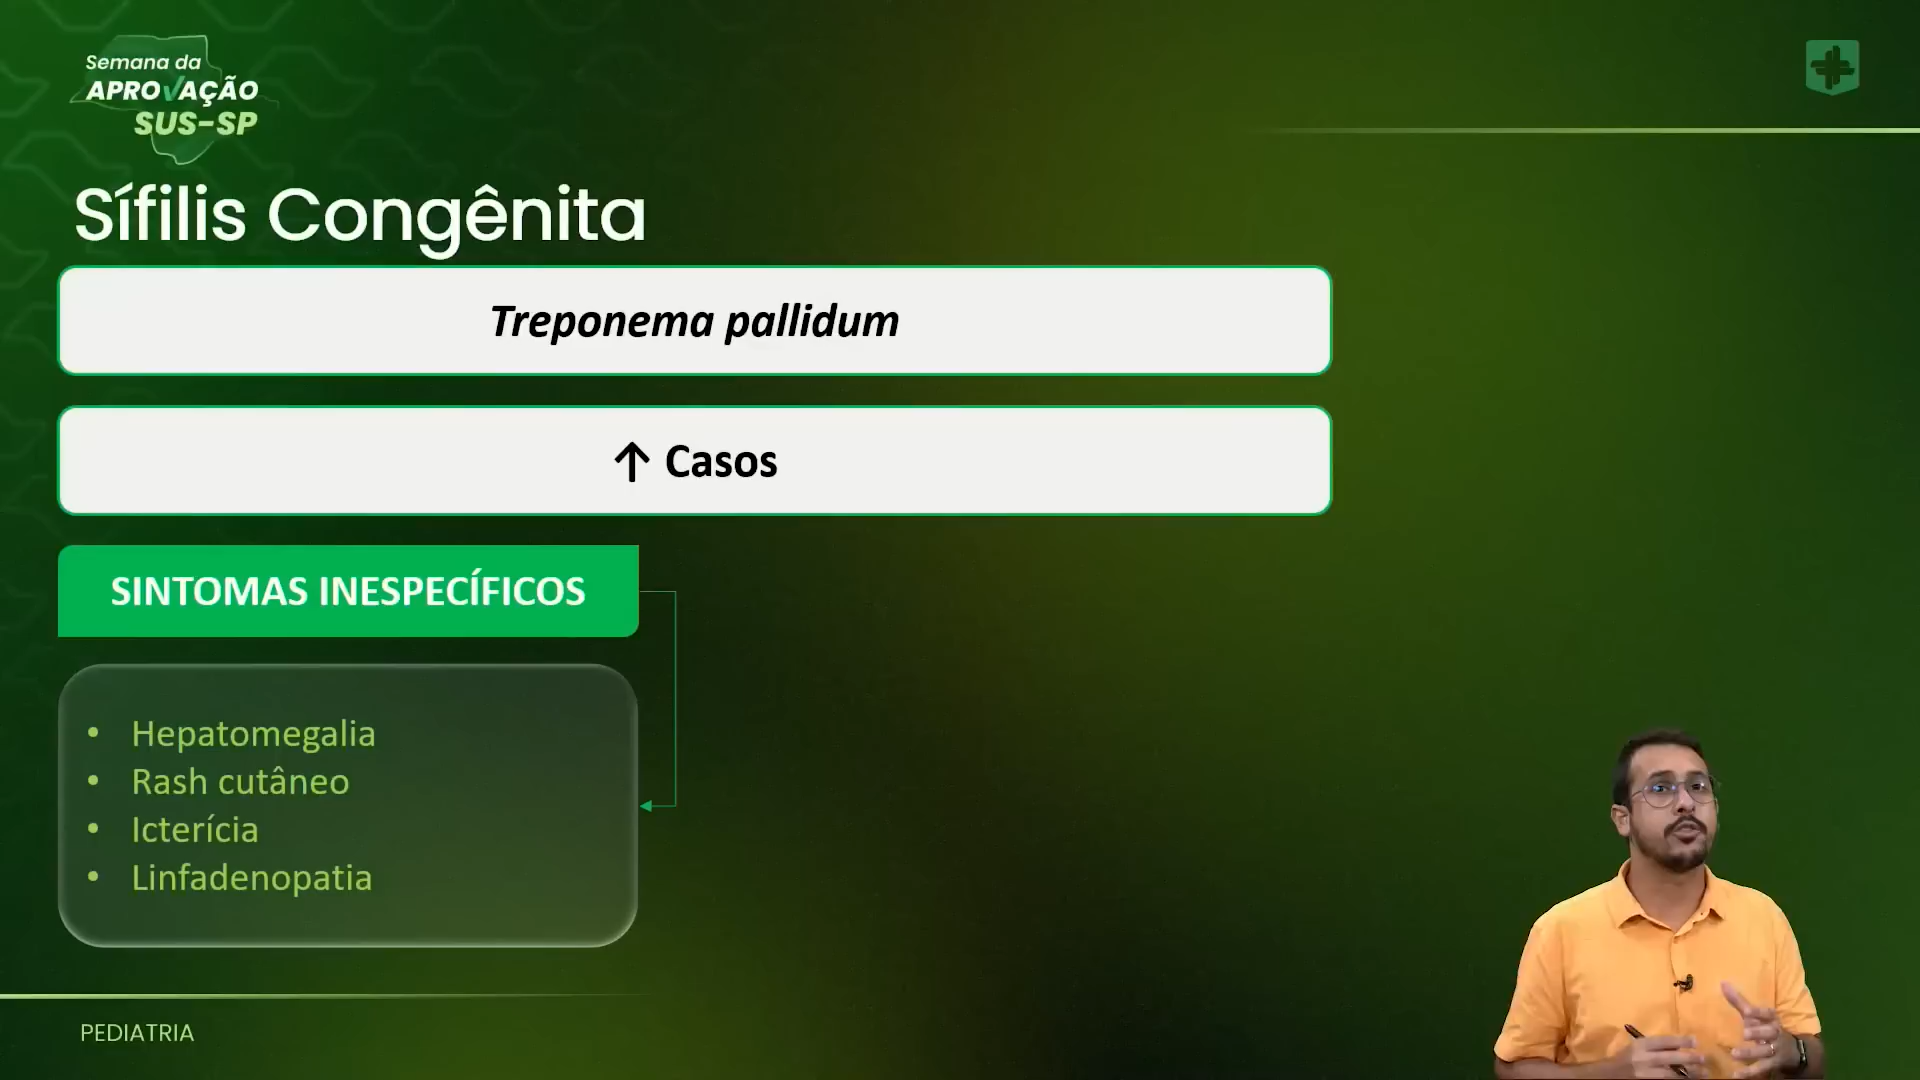 Semana da
APROVAÇÃO
SUS-SP
Sífilis Congênita
Treponema pallidum
↑ Casos
SINTOMAS INESPECÍFICOS
• Hepatomegalia
• Rash cutâneo
• Icterícia
• Linfadenopatia
PEDIATRIA